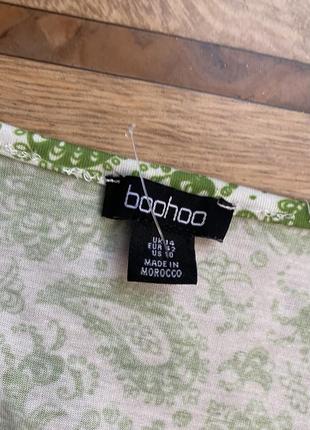 boohoo
UK 14
EUR 42
US 10
MADE IN
MOROCCO